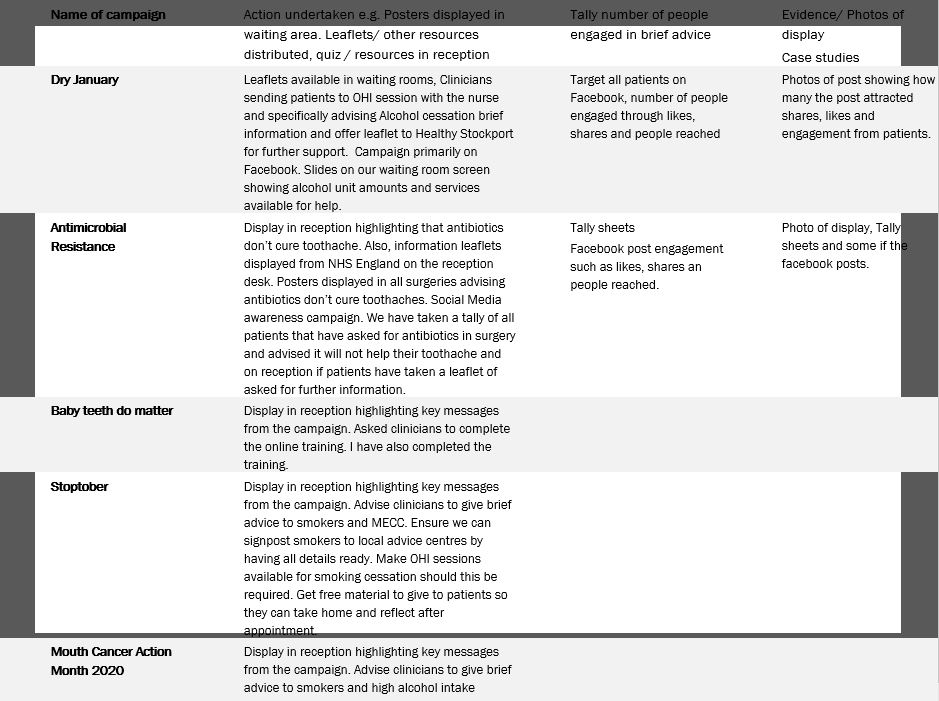 Name of campaign
Action undertaken e.g. Posters displayed in
waiting area. Leaflets/ other resources
distributed, quiz / resources in reception
Tally number of people
engaged in brief advice
Evidence/ Photos of
display
Case studies
Dry January
Leaflets available in waiting rooms, Clinicians
sending patients to OHI session with the nurse
and specifically advising Alcohol cessation brief
information and offer leaflet to Healthy Stockport
for further support.  Campaign primarily on
Facebook. Slides on our waiting room screen
showing alcohol unit amounts and services
available for help.
Target all patients on
Facebook, number of people
engaged through likes,
shares and people reached
Photos of post showing how
many the post attracted
shares, likes and
engagement from patients.
Antimicrobial
Resistance
Display in reception highlighting that antibiotics
don't cure toothache. Also, information leaflets
displayed from NHS England on the reception
desk. Posters displayed in all surgeries advising
antibiotics don't cure toothaches. Social Media
awareness campaign. We have taken a tally of all
patients that have asked for antibiotics in surgery
and advised it will not help their toothache and
on reception if patients have taken a leaflet of
asked for further information.
Tally sheets
Facebook post engagement
such as likes, shares an
people reached.
Photo of display, Tally
sheets and some if the
facebook posts.
Baby teeth do matter
Display in reception highlighting key messages
from the campaign. Asked clinicians to complete
the online training. I have also completed the
training.
Stoptober
Display in reception highlighting key messages
from the campaign. Advise clinicians to give brief
advice to smokers and MECC. Ensure we can
signpost smokers to local advice centres by
having all details ready. Make OHI sessions
available for smoking cessation should this be
required. Get free material to give to patients so
they can take home and reflect after
appointment.
Mouth Cancer Action
Month 2020
Display in reception highlighting key messages
from the campaign. Advise clinicians to give brief
advice to smokers and high alcohol intake